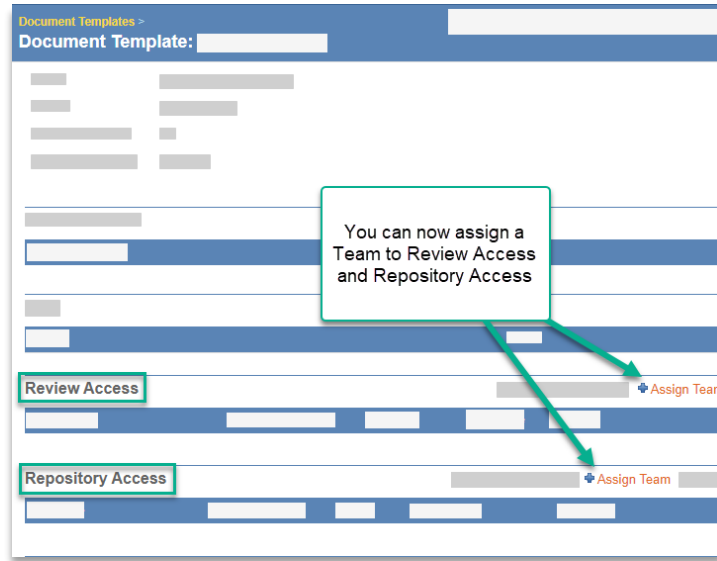 Document Templates >
Document Template:
You can now assign a
Team to Review Access
and Repository Access
Review Access
Assign Team
Repository Access
Assign Team